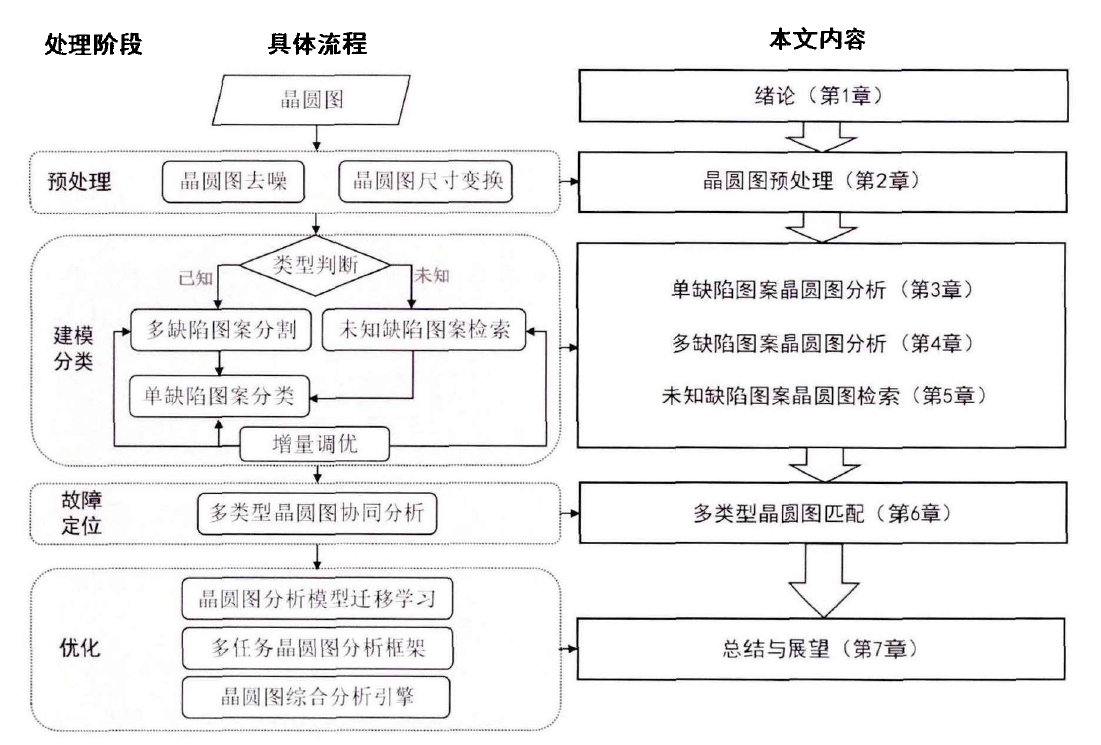 处理阶段
具体流程
本文内容
晶圆图
绪论（第1章）
预处理
晶圆图去噪
晶圆图尺寸变换
晶圆图预处理（第2章）
类型判断
已知
未知
建模
分类
多缺陷图案分割
未知缺陷图案检索
单缺陷图案分类
增量调优
单缺陷图案晶圆图分析（第3章）
多缺陷图案晶圆图分析（第4章）
未知缺陷图案晶圆图检索（第5章）
故障
定位
多类型晶圆图协同分析
多类型晶圆图匹配（第6章）
优化
晶圆图分析模型迁移学习
多任务晶圆图分析框架
晶圆图综合分析引擎
总结与展望（第7章）